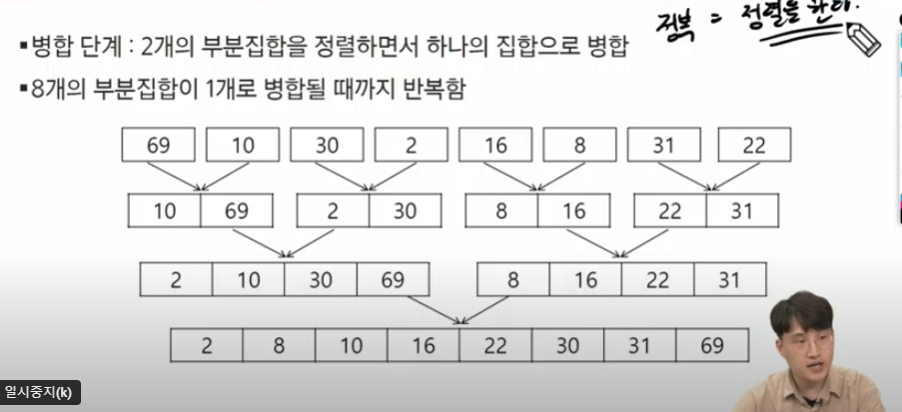 정복 = 정렬을 한다.
▪병합 단계 : 2개의 부분집합을 정렬하면서 하나의 집합으로 병합
▪8개의 부분집합이 1개로 병합될 때까지 반복함
69 10 30 2 16 8 31 22
10 69 2 30 8 16 22 31
2 10 30 69 8 16 22 31
2 8 10 16 22 30 31 69
일시중지(k)